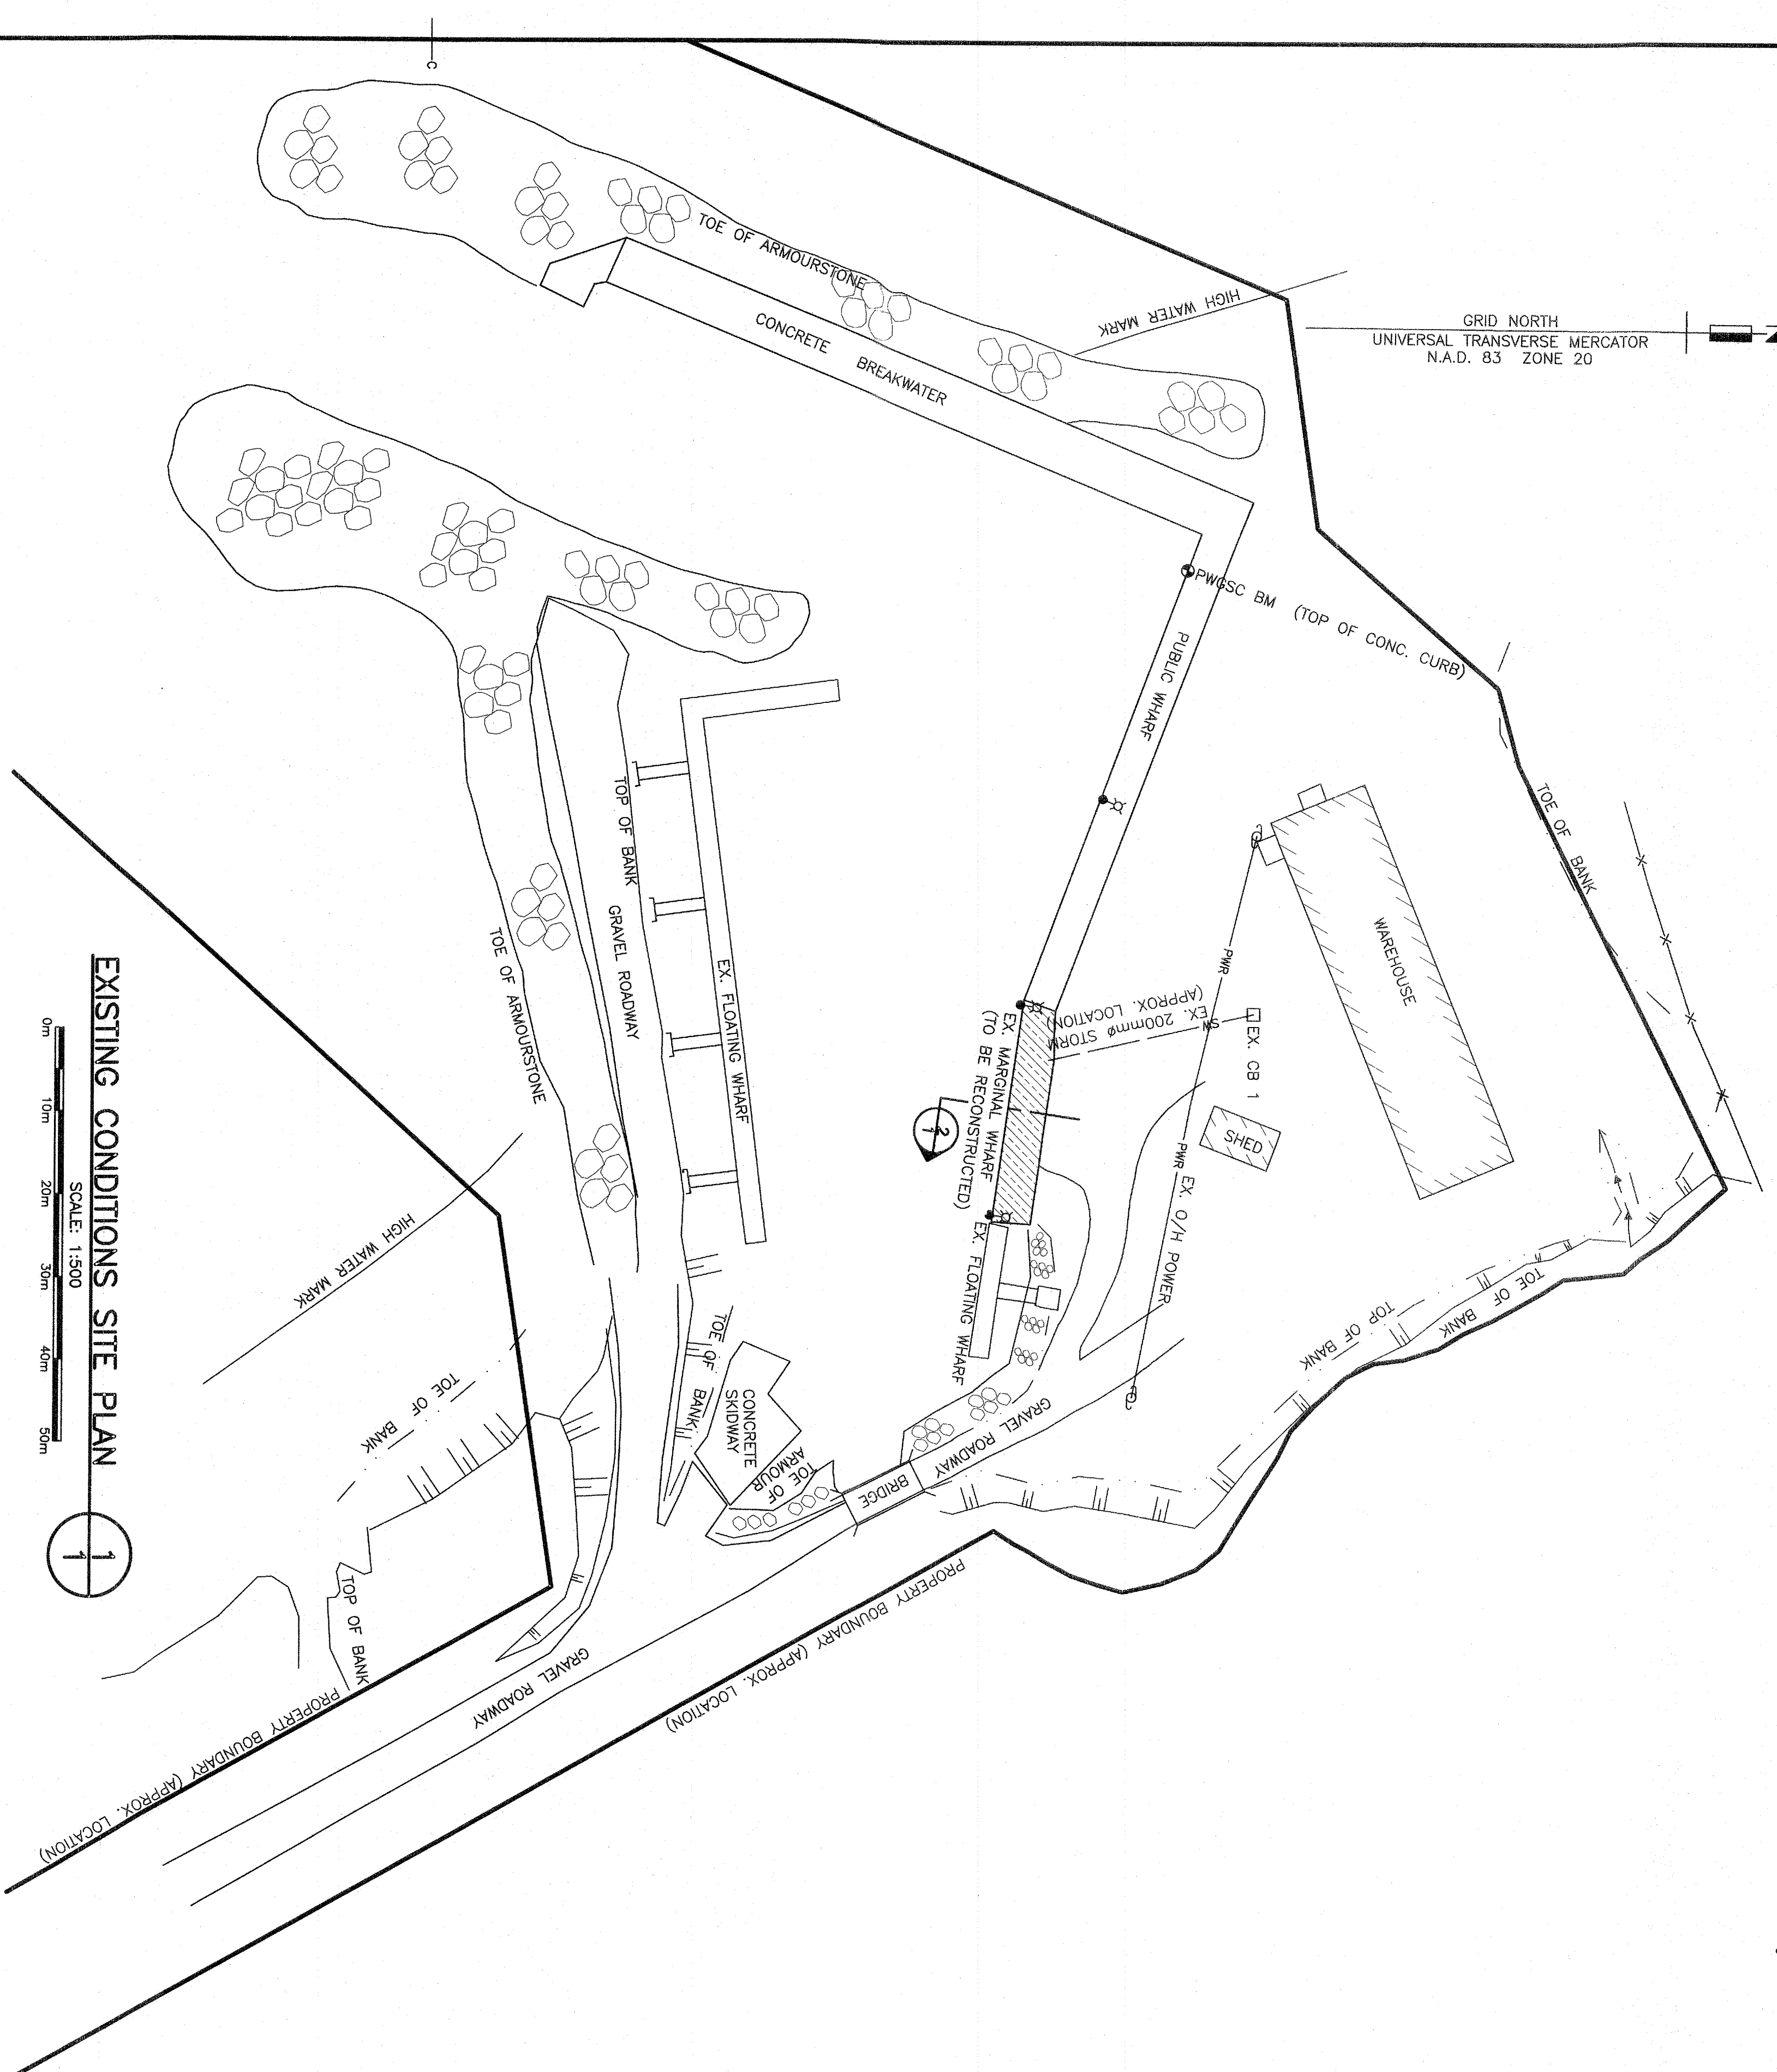 C
TOE OF ARMOURSTONE
CONCRETE BREAKWATER
HIGH WATER MARK
GRID NORTH
UNIVERSAL TRANSVERSE MERCATOR
N.A.D. 83 ZONE 20
PWGSC BM (TOP OF CONC. CURB)
PUBLIC WHARF
TOE OF BANK
WAREHOUSE
PWR
EX. 200mmø STORM
(APPROX. LOCATION)
SW
EX. CB 1
SHED
PWR
EX. O/H POWER
EX. MARGINAL WHARF
(TO BE RECONSTRUCTED)
2
1
EX. FLOATING WHARF
TOP OF BANK
GRAVEL ROADWAY
EX. FLOATING WHARF
TOE OF ARMOURSTONE
TOE OF BANK
TOP OF BANK
GRAVEL ROADWAY
BRIDGE
TOE OF BANK
CONCRETE
SKIDWAY
TOE OF
ARMOUR
HIGH WATER MARK
TOE OF BANK
TOP OF BANK
GRAVEL ROADWAY
PROPERTY BOUNDARY (APPROX. LOCATION)
PROPERTY BOUNDARY (APPROX. LOCATION)
EXISTING CONDITIONS SITE PLAN
SCALE: 1:500
0m 10m 20m 30m 40m 50m
1
1